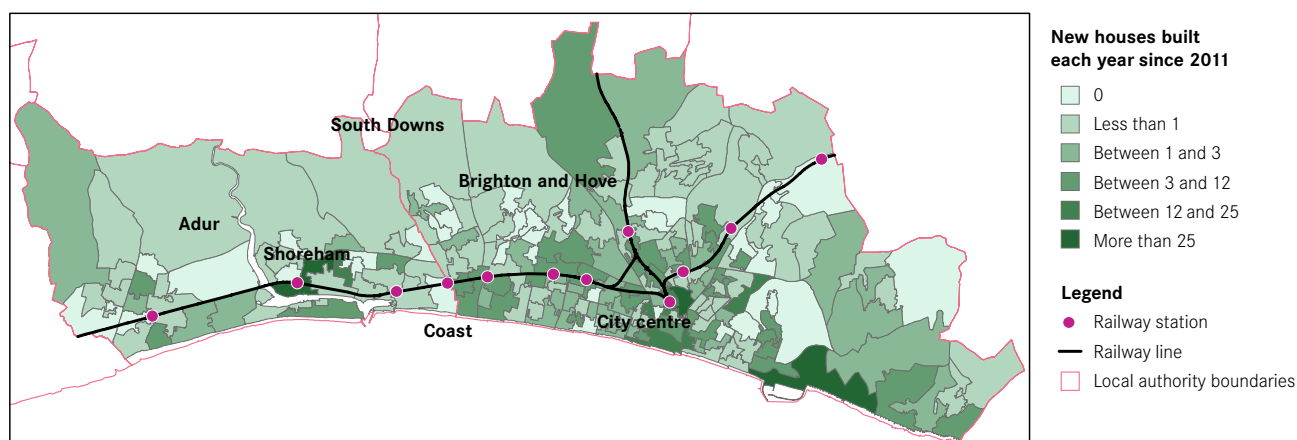 South Downs
Brighton and Hove
Adur
Shoreham
City centre
Coast
New houses built
each year since 2011
0
Less than 1
Between 1 and 3
Between 3 and 12
Between 12 and 25
More than 25
Legend
Railway station
Railway line
Local authority boundaries